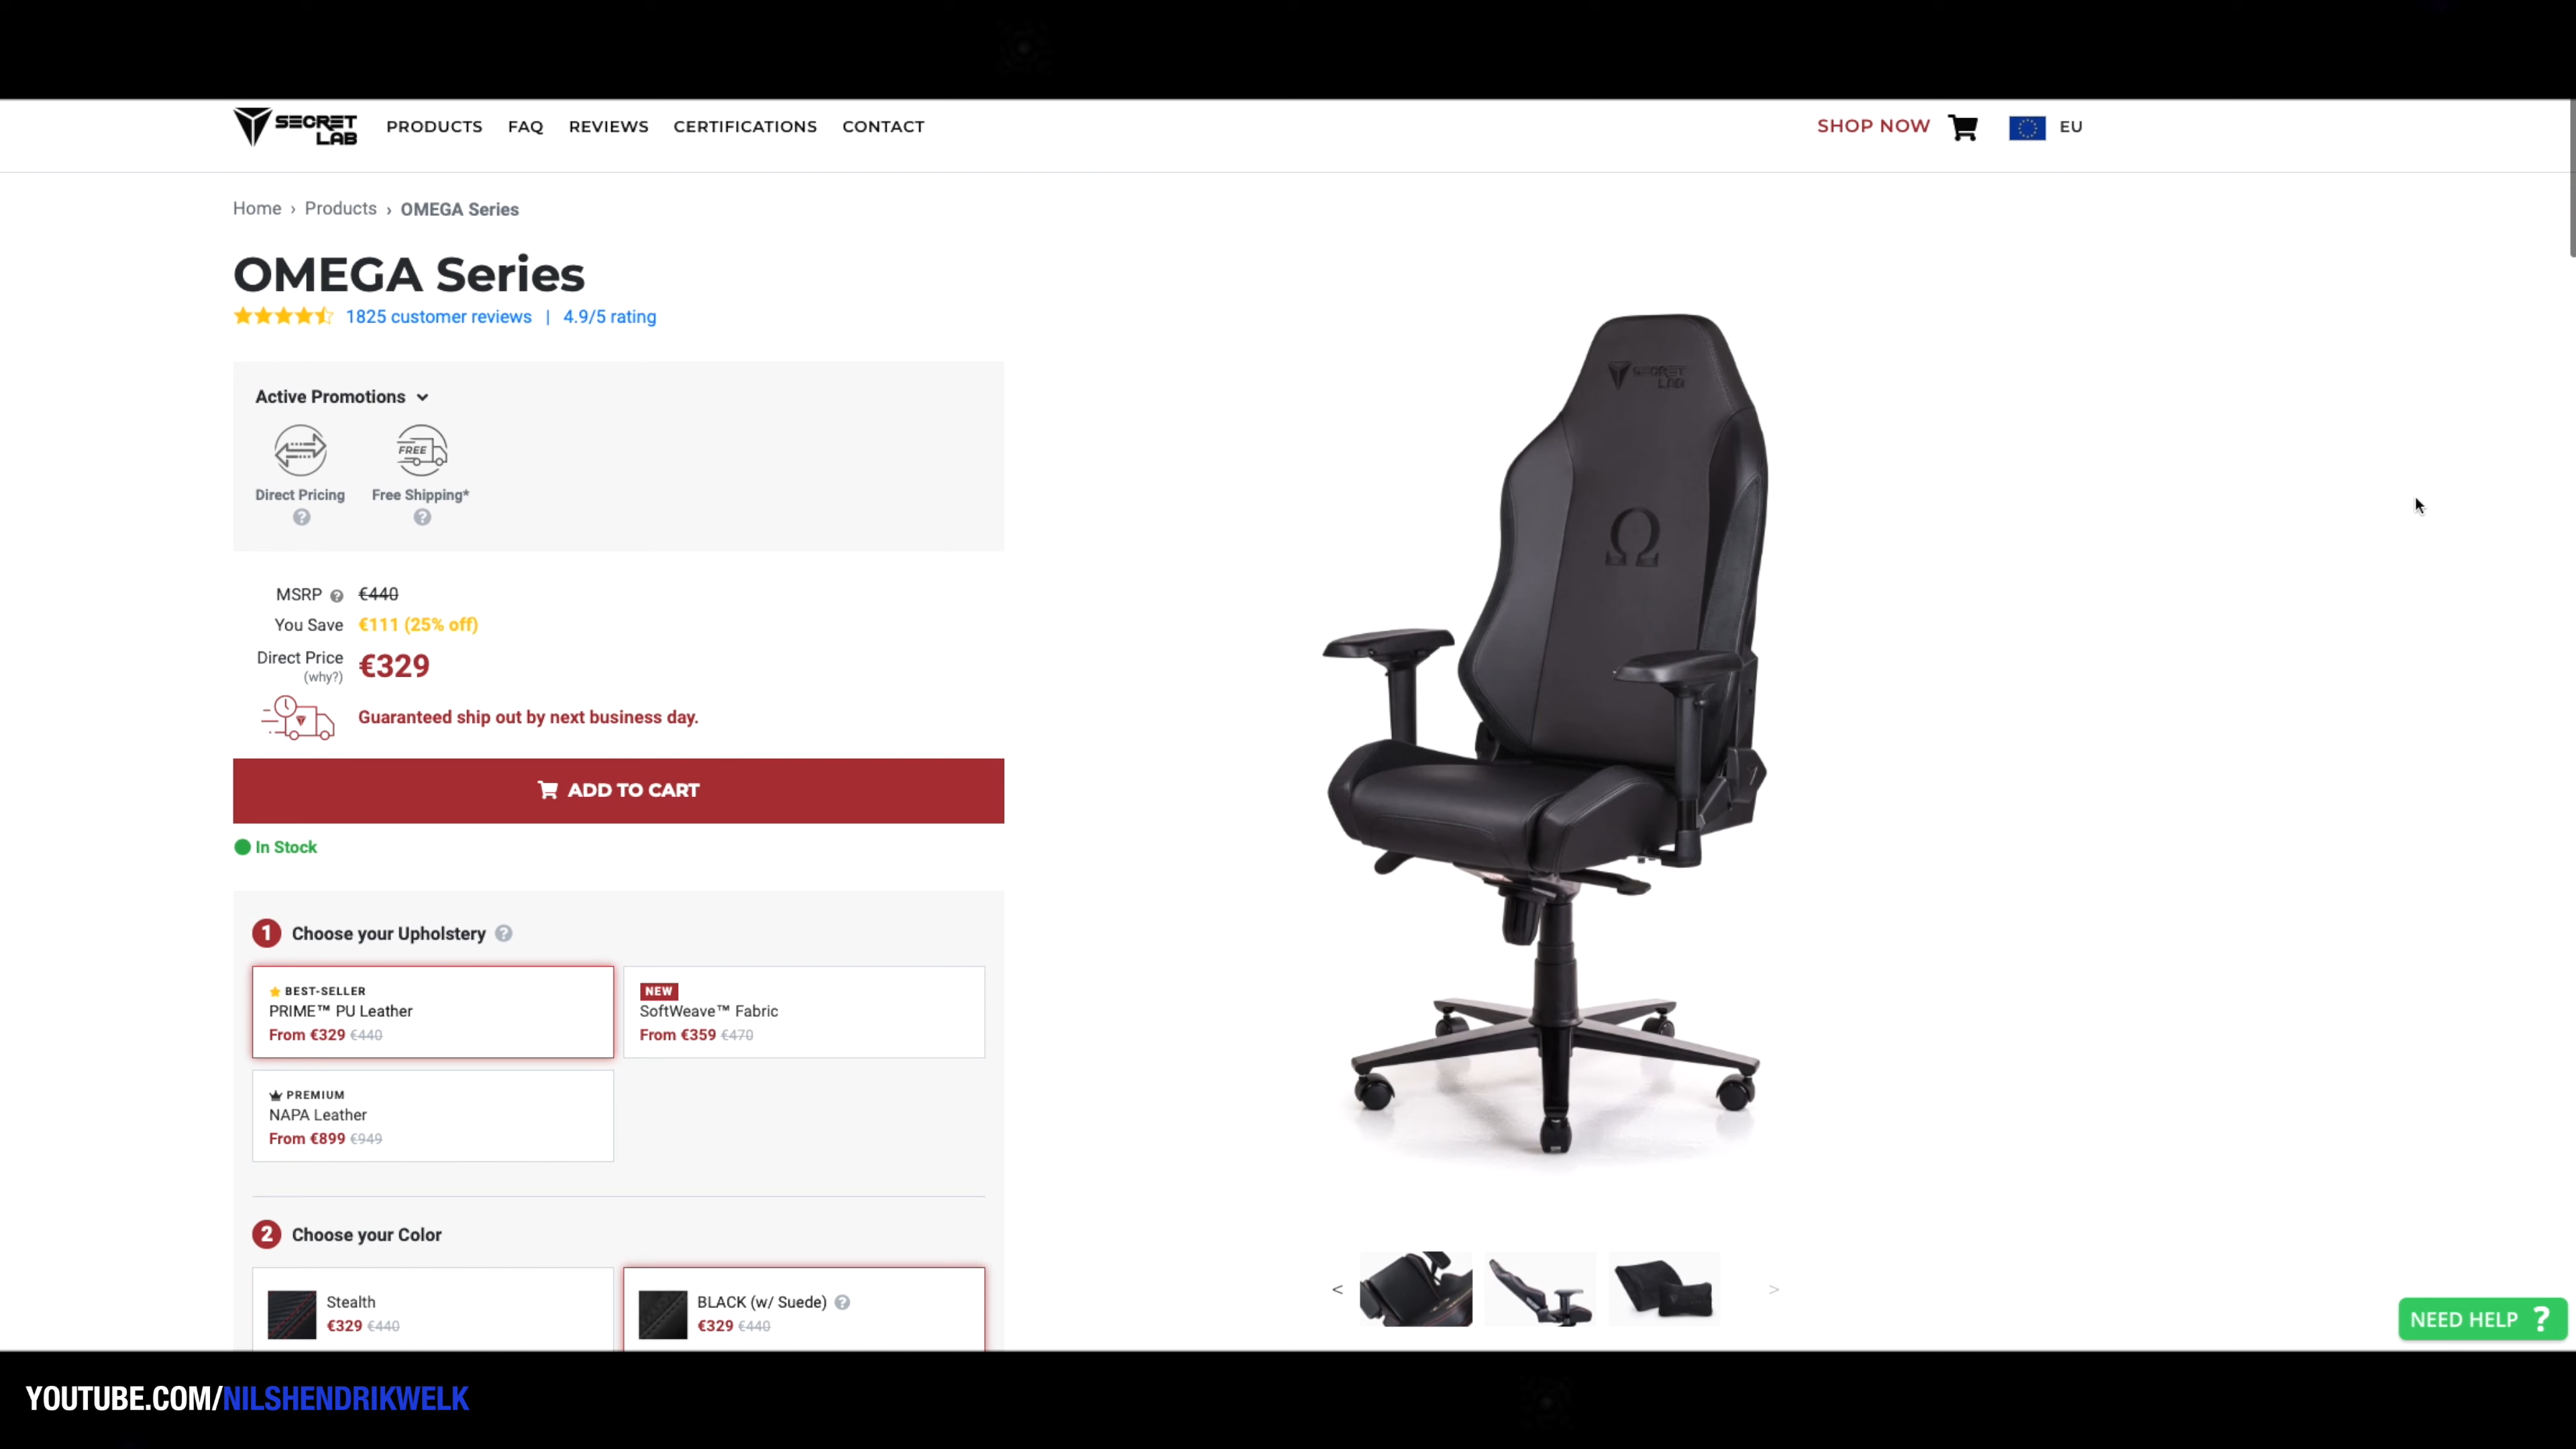 SECRET
LAB
PRODUCTS FAQ REVIEWS CERTIFICATIONS CONTACT SHOP NOW EU
Home › Products › OMEGA Series
OMEGA Series
1825 customer reviews | 4.9/5 rating
Active Promotions
FREE
Direct Pricing Free Shipping*
? ?
MSRP ? €440
You Save €111 (25% off)
Direct Price €329
(why?)
Guaranteed ship out by next business day.
ADD TO CART
In Stock
1 Choose your Upholstery ?
BEST-SELLER
PRIME™ PU Leather
From €329 €440
NEW
SoftWeave™ Fabric
From €359 €470
PREMIUM
NAPA Leather
From €899 €949
2 Choose your Color
Stealth
€329 €440
BLACK (w/ Suede) ?
€329 €440
SECRET
LAB
Ω
< >
NEED HELP ?
YOUTUBE.COM/NILSHENDRIKWELK